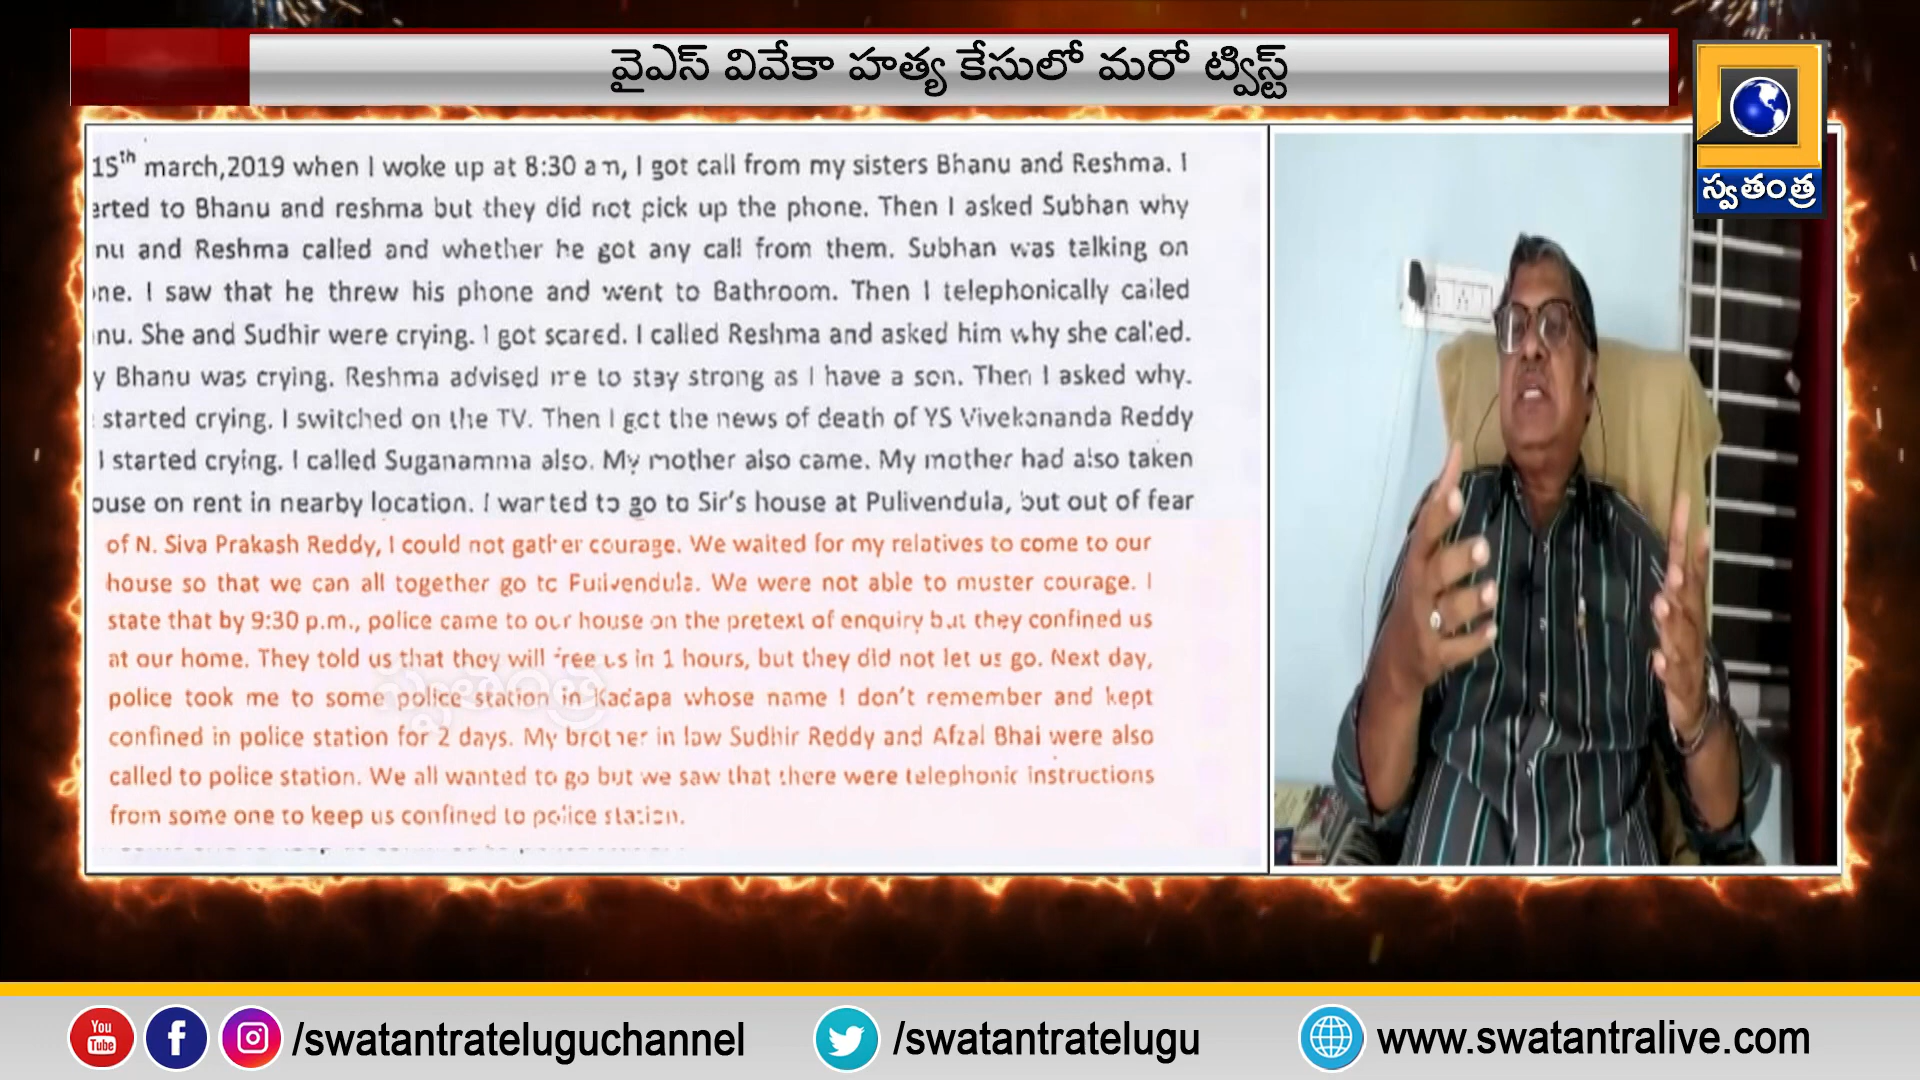 వైఎస్ వివేకా హత్య కేసులో మరో ట్విస్ట్
స్వతంత్ర
15th march,2019 when I woke up at 8:30 am, I got call from my sisters Bhanu and Reshma. I
erted to Bhanu and reshma but they did not pick up the phone. Then I asked Subhan why
nu and Reshma called and whether he got any call from them. Subhan was talking on
ne. I saw that he threw his phone and went to Bathroom. Then I telephonically called
nu. She and Sudhir were crying. I got scared. I called Reshma and asked him why she called.
y Bhanu was crying. Reshma advised me to stay strong as I have a son. Then I asked why.
started crying. I switched on the TV. Then I got the news of death of YS Vivekananda Reddy
I started crying. I called Suganamma also. My mother also came. My mother had also taken
ouse on rent in nearby location. I wanted to go to Sir's house at Pulivendula, but out of fear
of N. Siva Prakash Reddy, I could not gather courage. We waited for my relatives to come to our
house so that we can all together go to Pulivendula. We were not able to muster courage. I
state that by 9:30 p.m., police came to our house on the pretext of enquiry but they confined us
at our home. They told us that they will free us in 1 hours, but they did not let us go. Next day,
police took me to some police station in Kadapa whose name I don't remember and kept
confined in police station for 2 days. My brother in law Sudhir Reddy and Afzal Bhai were also
called to police station. We all wanted to go but we saw that there were telephonic instructions
from some one to keep us confined to police station.
స్వతంత్ర
You Tube /swatantrateluguchannel /swatantratelugu www.swatantralive.com